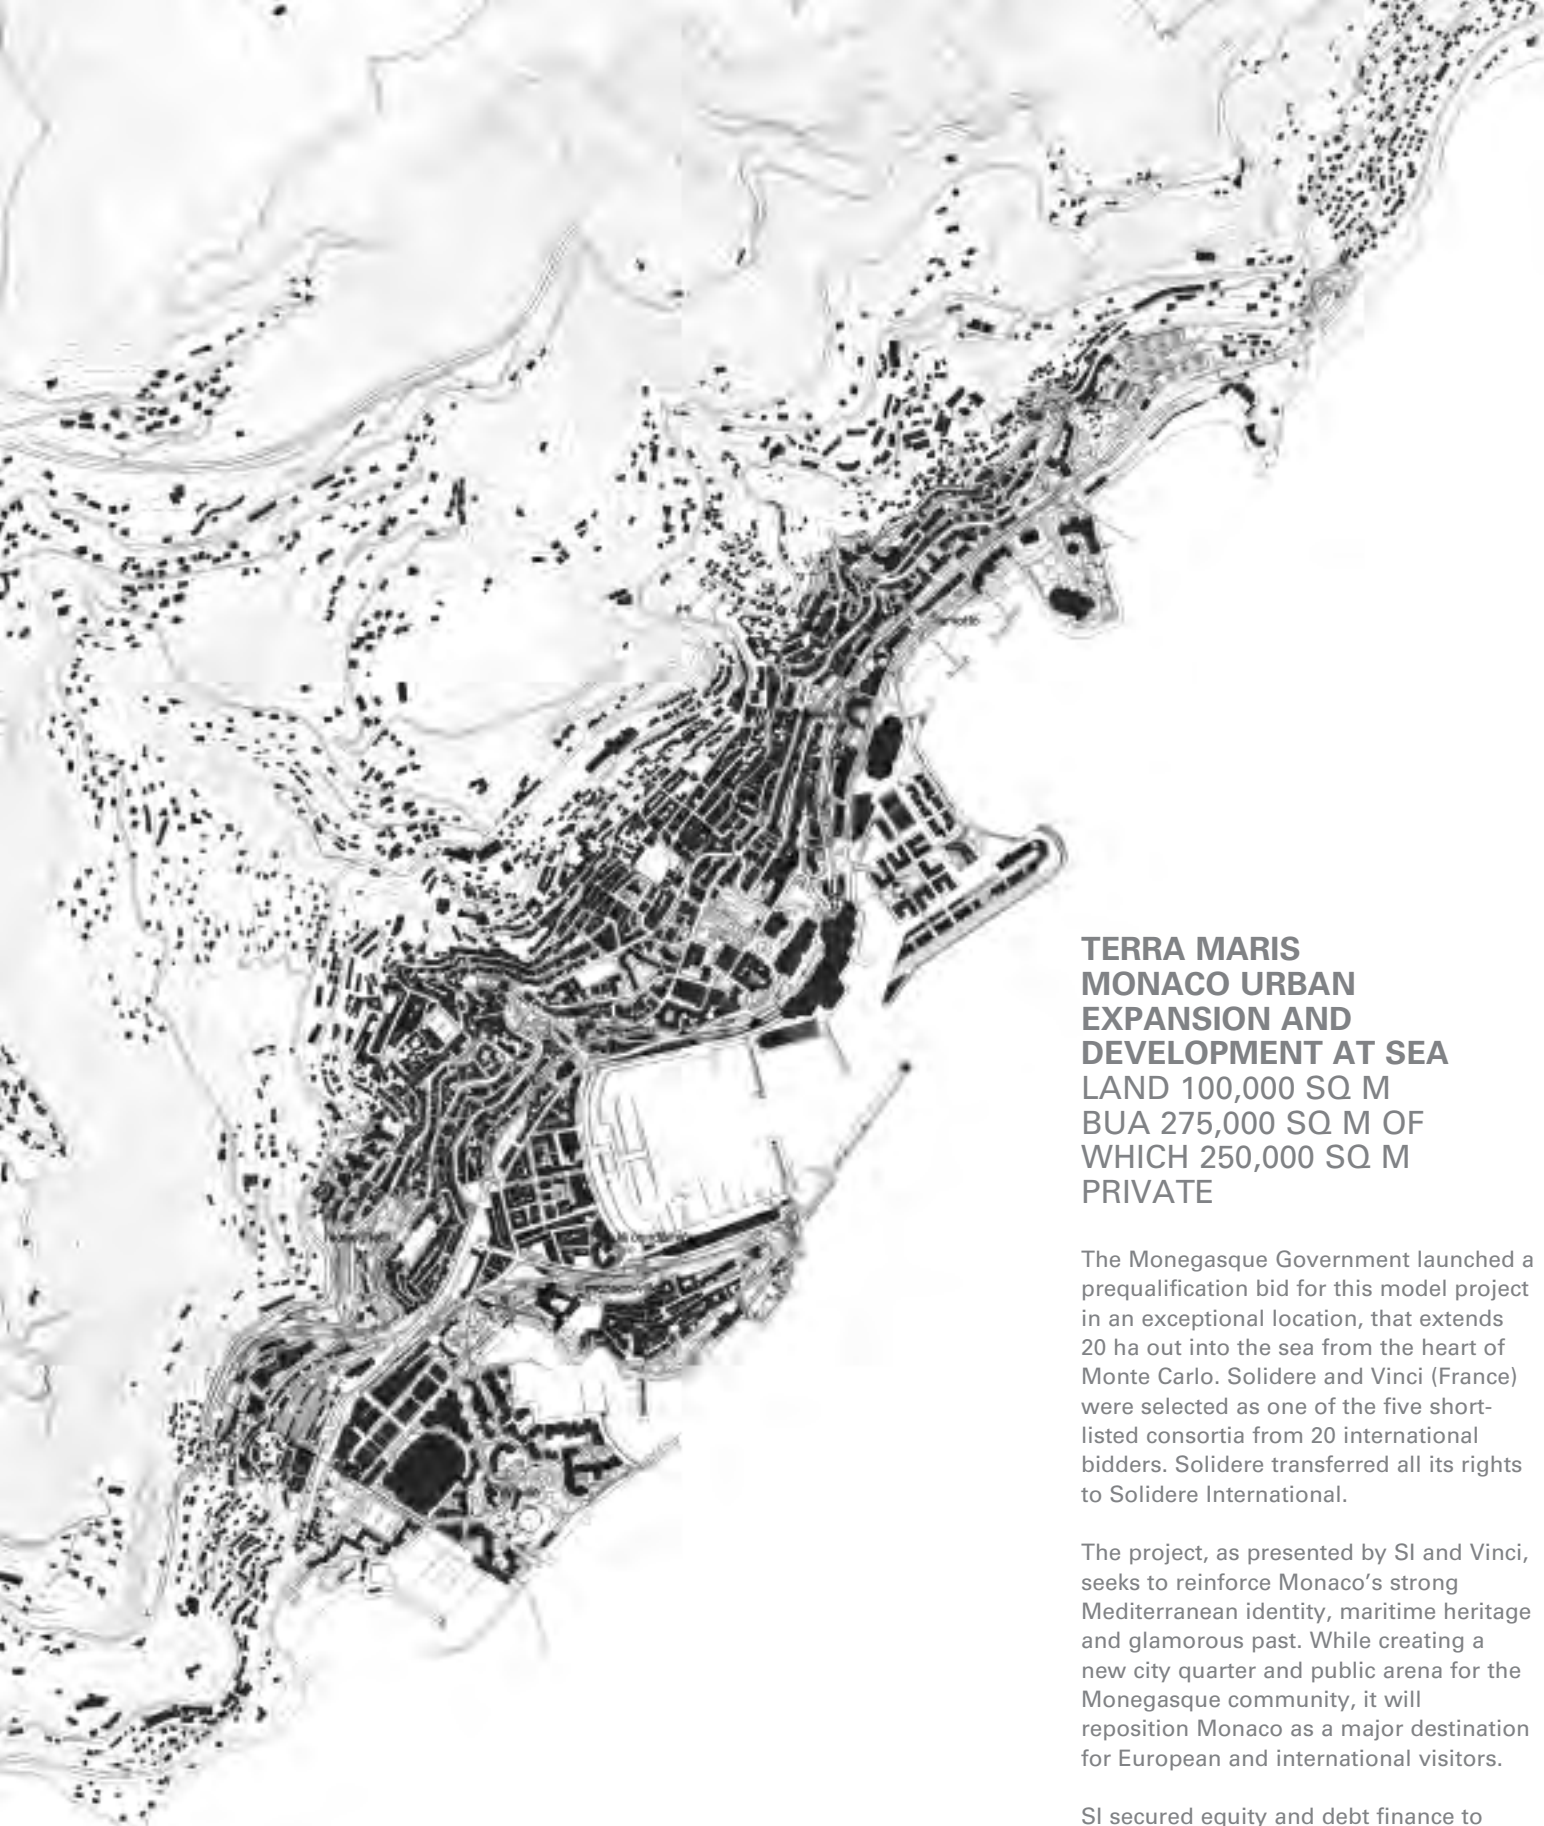 TERRA MARIS
MONACO URBAN
EXPANSION AND
DEVELOPMENT AT SEA
LAND 100,000 SQ M
BUA 275,000 SQ M OF
WHICH 250,000 SQ M
PRIVATE
The Monegasque Government launched a
prequalification bid for this model project
in an exceptional location, that extends
20 ha out into the sea from the heart of
Monte Carlo. Solidere and Vinci (France)
were selected as one of the five short-
listed consortia from 20 international
bidders. Solidere transferred all its rights
to Solidere International.
The project, as presented by SI and Vinci,
seeks to reinforce Monaco’s strong
Mediterranean identity, maritime heritage
and glamorous past. While creating a
new city quarter and public arena for the
Monegasque community, it will
reposition Monaco as a major destination
for European and international visitors.
SI secured equity and debt finance to